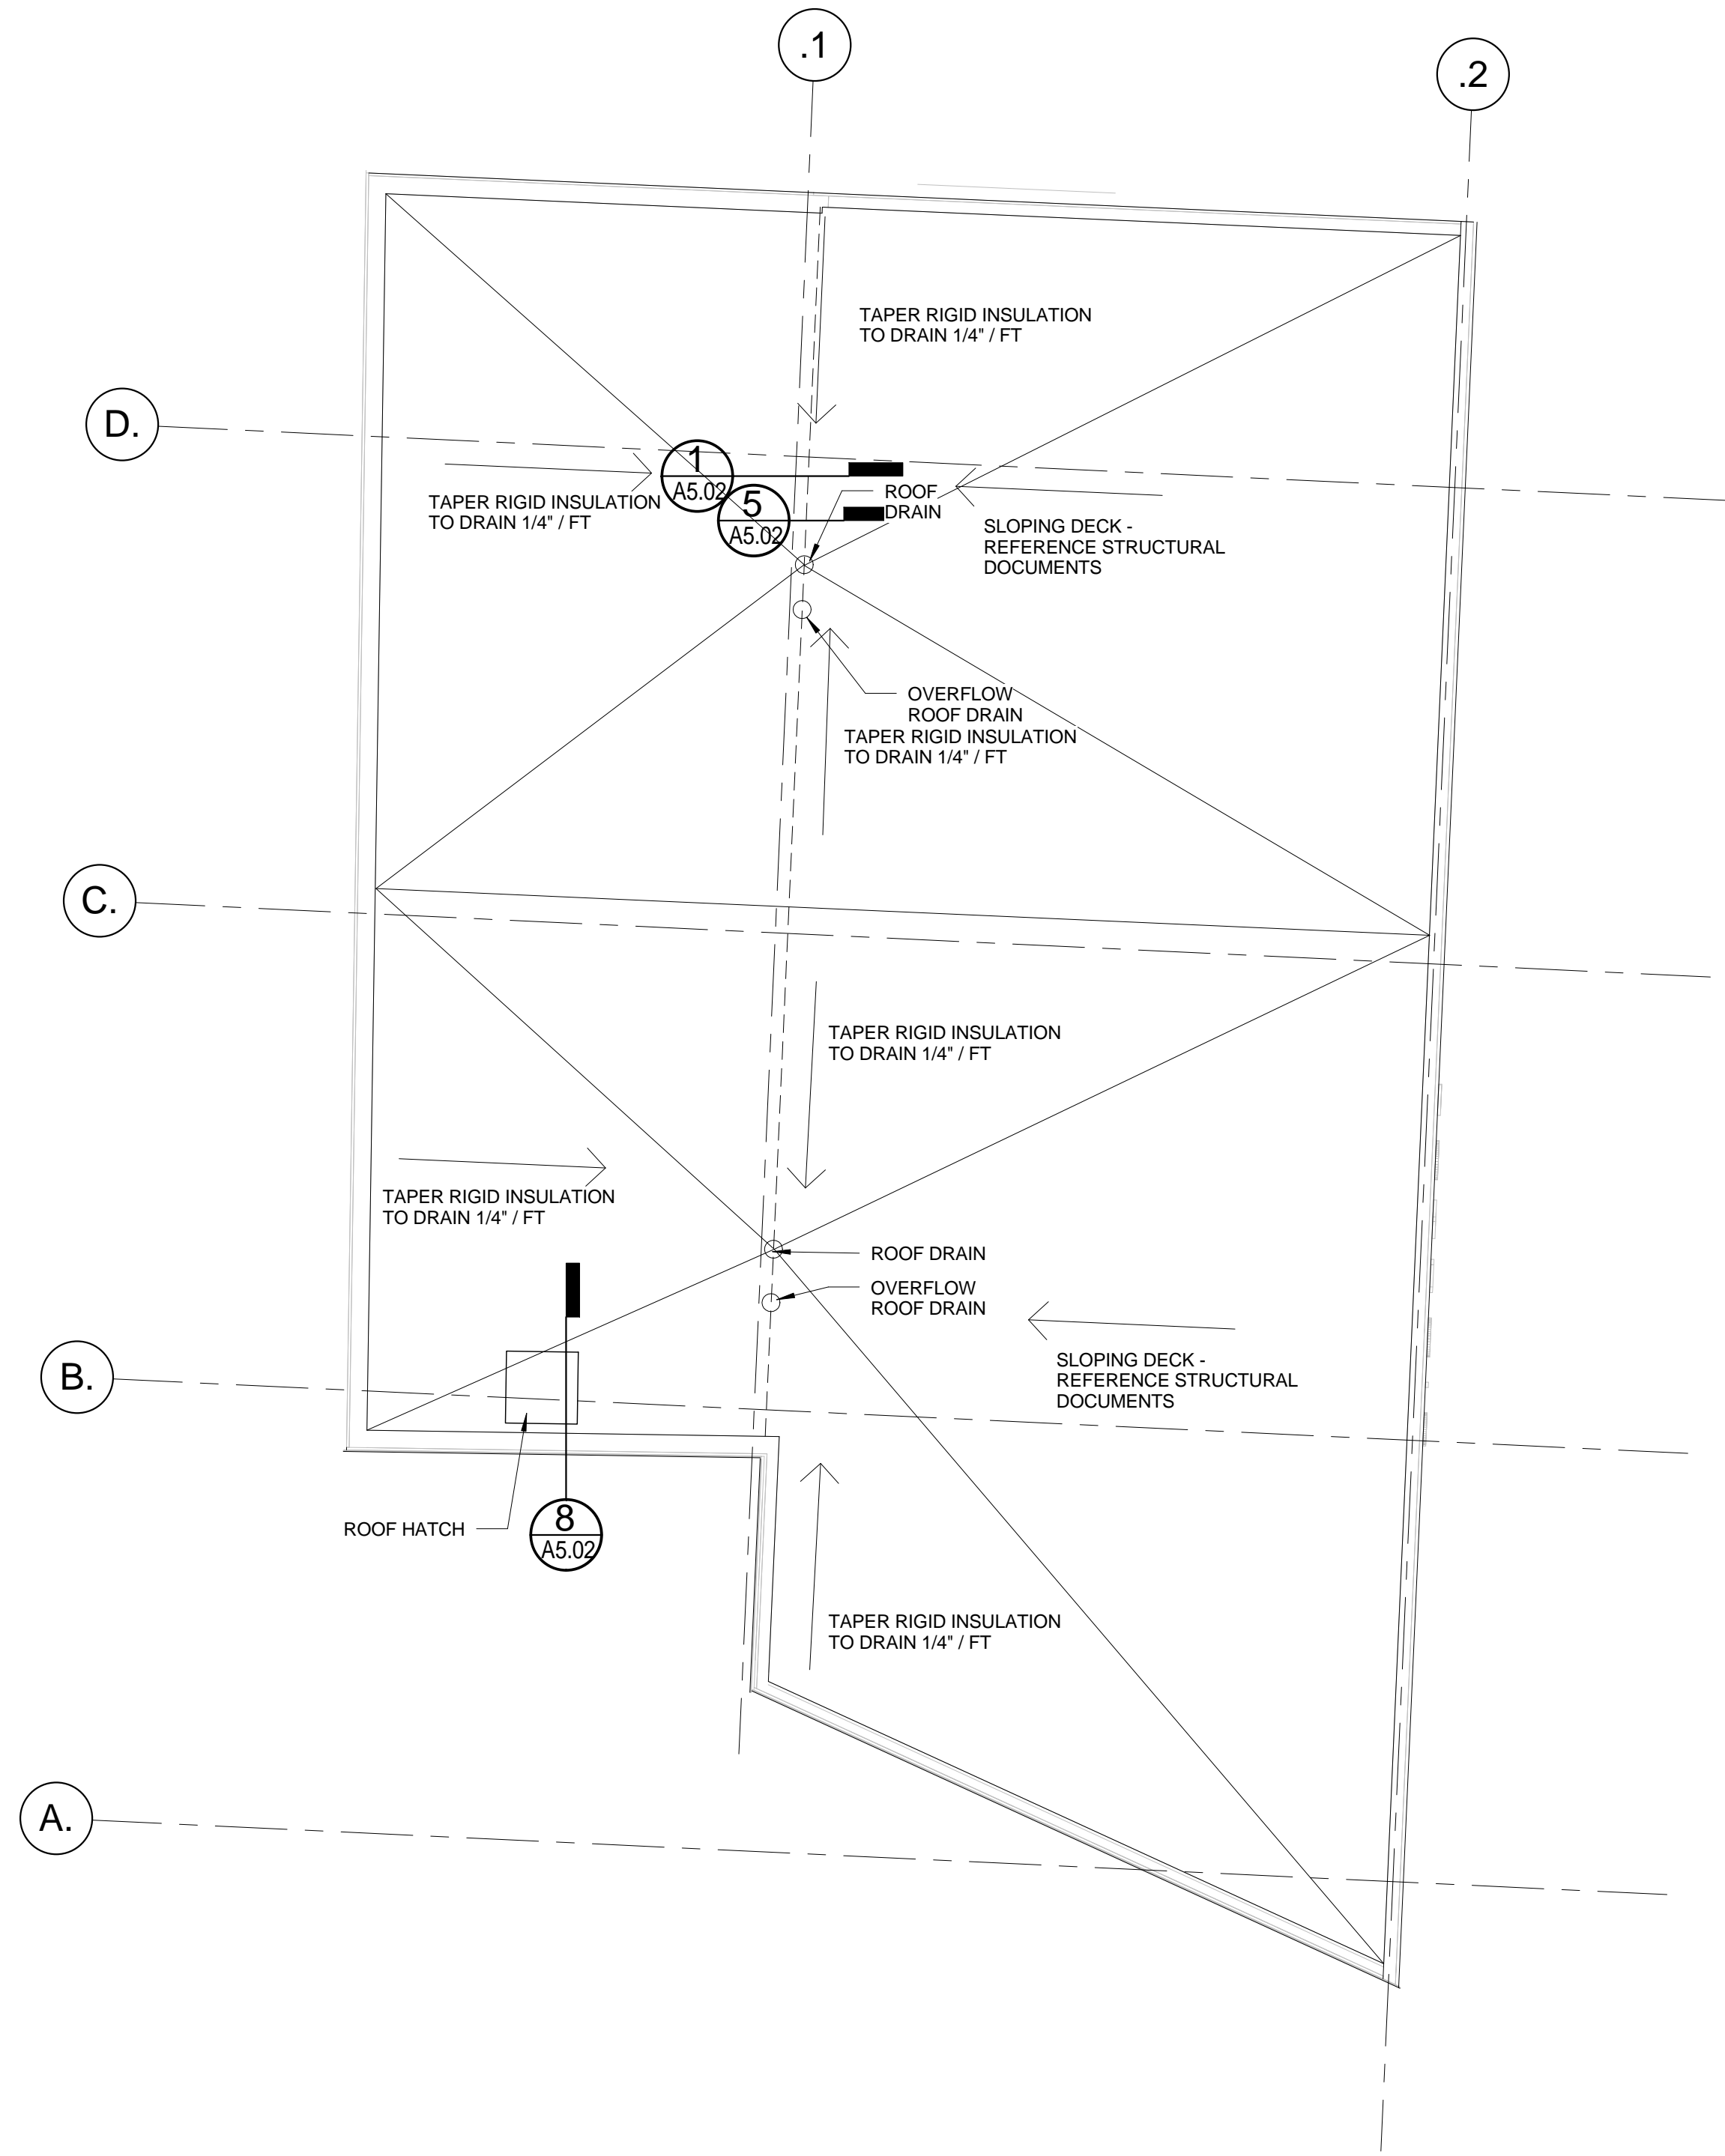 .1
.2
TAPER RIGID INSULATION
TO DRAIN 1/4" / FT
D.
1
A5.02
TAPER RIGID INSULATION
TO DRAIN 1/4" / FT
5
A5.02
ROOF
DRAIN
SLOPING DECK -
REFERENCE STRUCTURAL
DOCUMENTS
OVERFLOW
ROOF DRAIN
TAPER RIGID INSULATION
TO DRAIN 1/4" / FT
C.
TAPER RIGID INSULATION
TO DRAIN 1/4" / FT
TAPER RIGID INSULATION
TO DRAIN 1/4" / FT
ROOF DRAIN
OVERFLOW
ROOF DRAIN
B.
SLOPING DECK -
REFERENCE STRUCTURAL
DOCUMENTS
ROOF HATCH
8
A5.02
TAPER RIGID INSULATION
TO DRAIN 1/4" / FT
A.